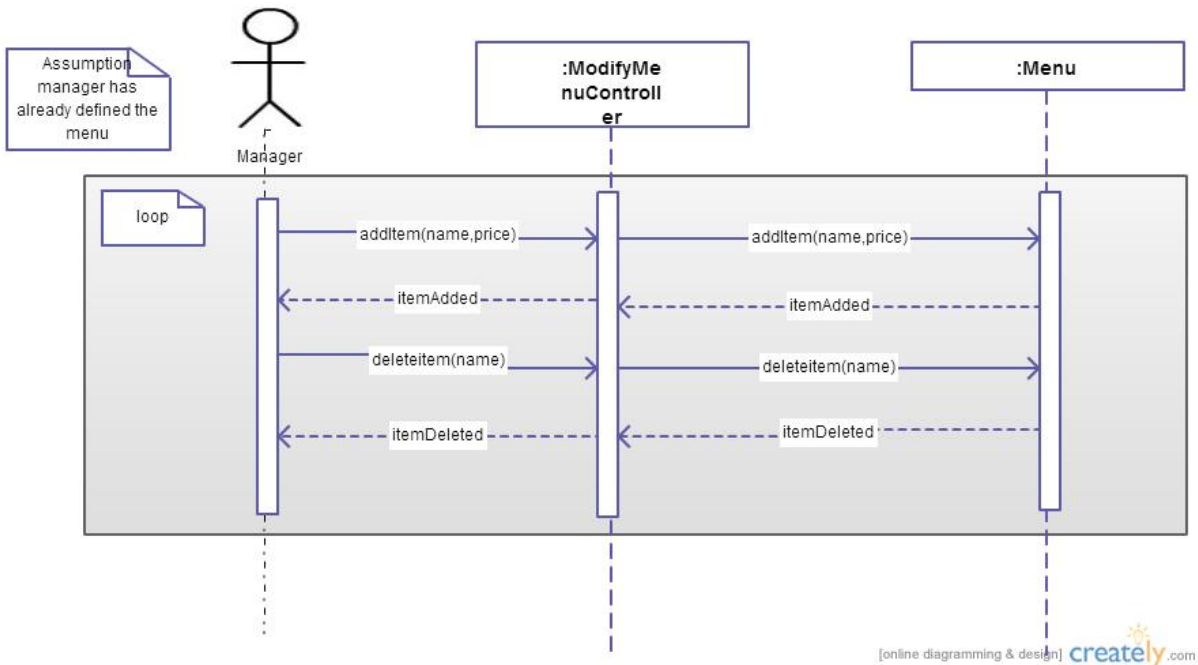 Assumption
manager has
already defined the
menu
Manager
:ModifyMe
nuControll
er
:Menu
loop
addItem(name,price)
addItem(name,price)
itemAdded
itemAdded
deleteitem(name)
deleteitem(name)
itemDeleted
itemDeleted
[online diagramming & design] creately.com